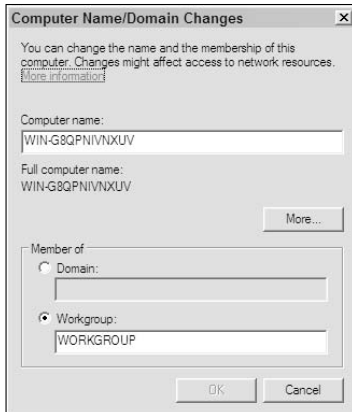 Computer Name/Domain Changes
You can change the name and the membership of this
computer. Changes might affect access to network resources.
More information
Computer name:
WIN-G8QPNIVNXUV
Full computer name:
WIN-G8QPNIVNXUV
More...
Member of
Domain:
Workgroup:
WORKGROUP
OK
Cancel